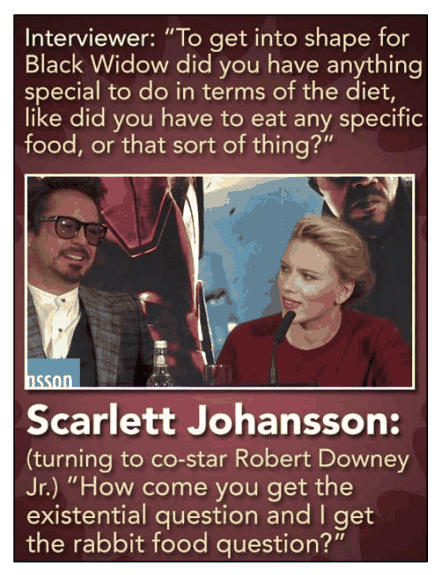 Interviewer: “To get into shape for
Black Widow did you have anything
special to do in terms of the diet,
like did you have to eat any specific
food, or that sort of thing?”
nsson
Scarlett Johansson:
(turning to co-star Robert Downey
Jr.) “How come you get the
existential question and I get
the rabbit food question?”